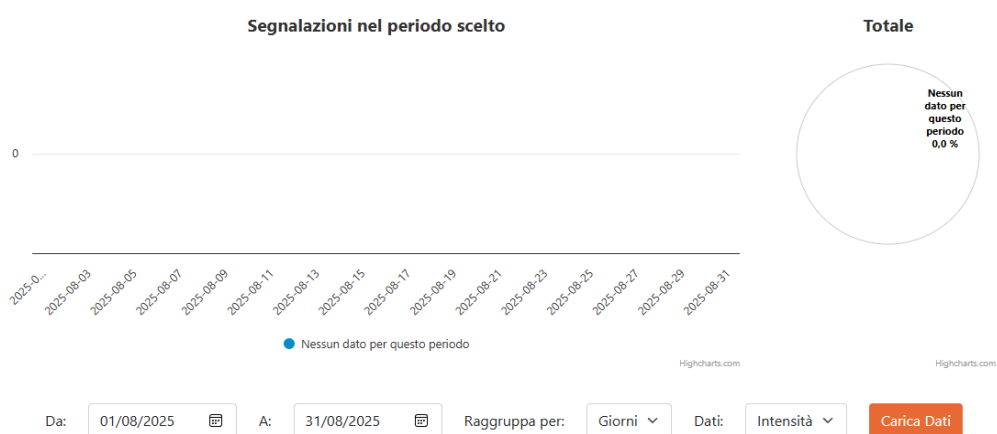 Segnalazioni nel periodo scelto
Totale
Nessun
dato per
questo
periodo
0,0 %
0
2025-0...
2025-08-03
2025-08-05
2025-08-07
2025-08-09
2025-08-11
2025-08-13
2025-08-15
2025-08-17
2025-08-19
2025-08-21
2025-08-23
2025-08-25
2025-08-27
2025-08-29
2025-08-31
Nessun dato per questo periodo
Highcharts.com
Highcharts.com
Da: 01/08/2025 A: 31/08/2025 Raggruppa per: Giorni Dati: Intensità Carica Dati